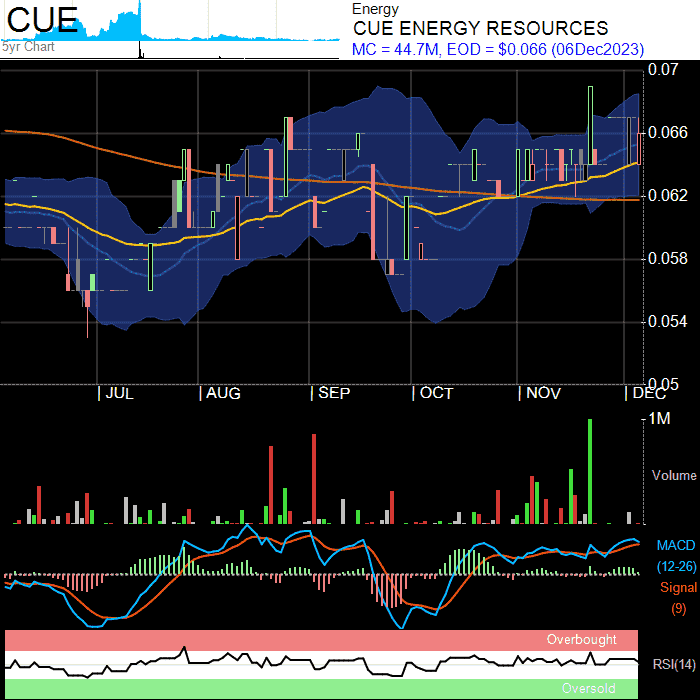 CUE
5yr Chart
Energy
CUE ENERGY RESOURCES
MC = 44.7M, EOD = $0.066 (06Dec2023)
0.07
0.066
0.062
0.058
0.054
0.05
JUL
AUG
SEP
OCT
NOV
DEC
1M
Volume
MACD
(12-26)
Signal
(9)
Overbought
RSI(14)
Oversold